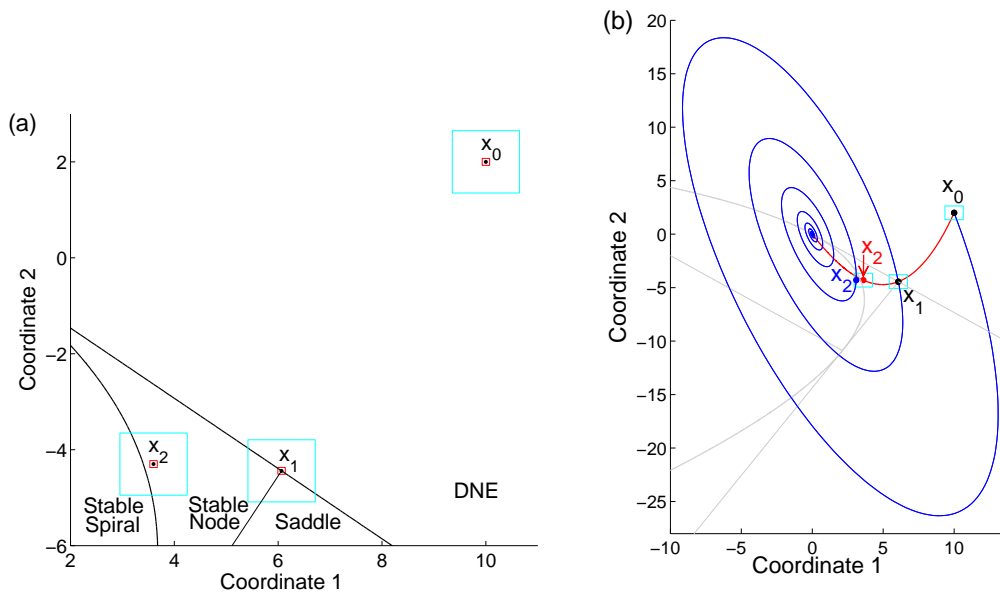 (a)
Coordinate 2
2
0
−2
−4
−6
x0
x2
x1
Stable
Spiral
Stable
Node
Saddle
DNE
2
4
6
8
10
Coordinate 1
(b)
Coordinate 2
20
15
10
5
0
−5
−10
−15
−20
−25
x0
x2
x2
x1
−10
−5
0
5
10
Coordinate 1